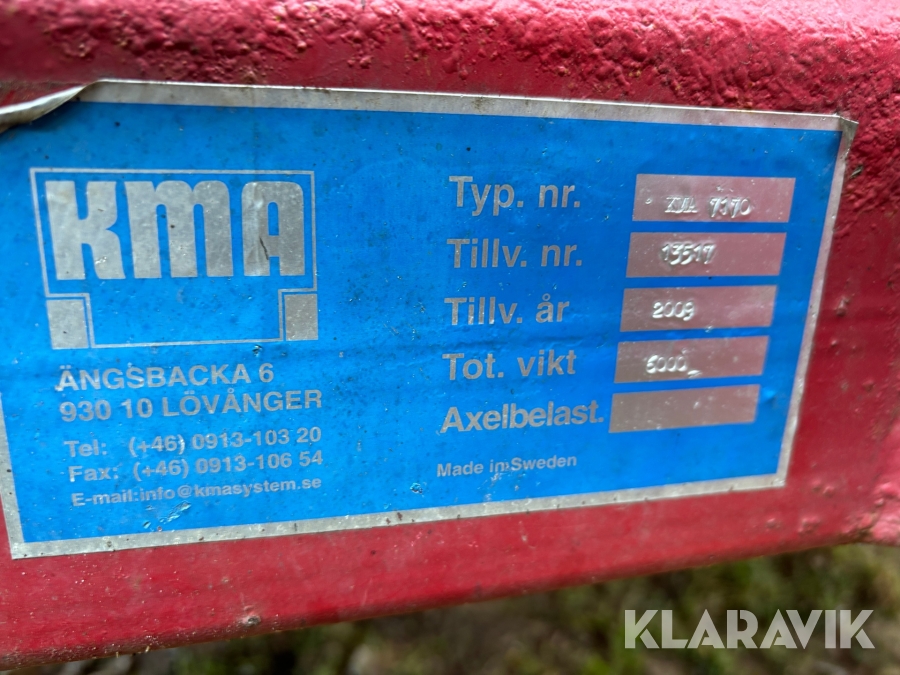 KMA
ÄNGSBACKA 6
930 10 LÖVÅNGER
Tel: (+46) 0913-103 20
Fax: (+46) 0913-106 54
E-mail:info@kmasystem.se
Typ. nr. 7370
Tillv. nr. 13517
Tillv. år 2009
Tot. vikt 6000
Axelbelast.
Made in Sweden
KLARAVIK